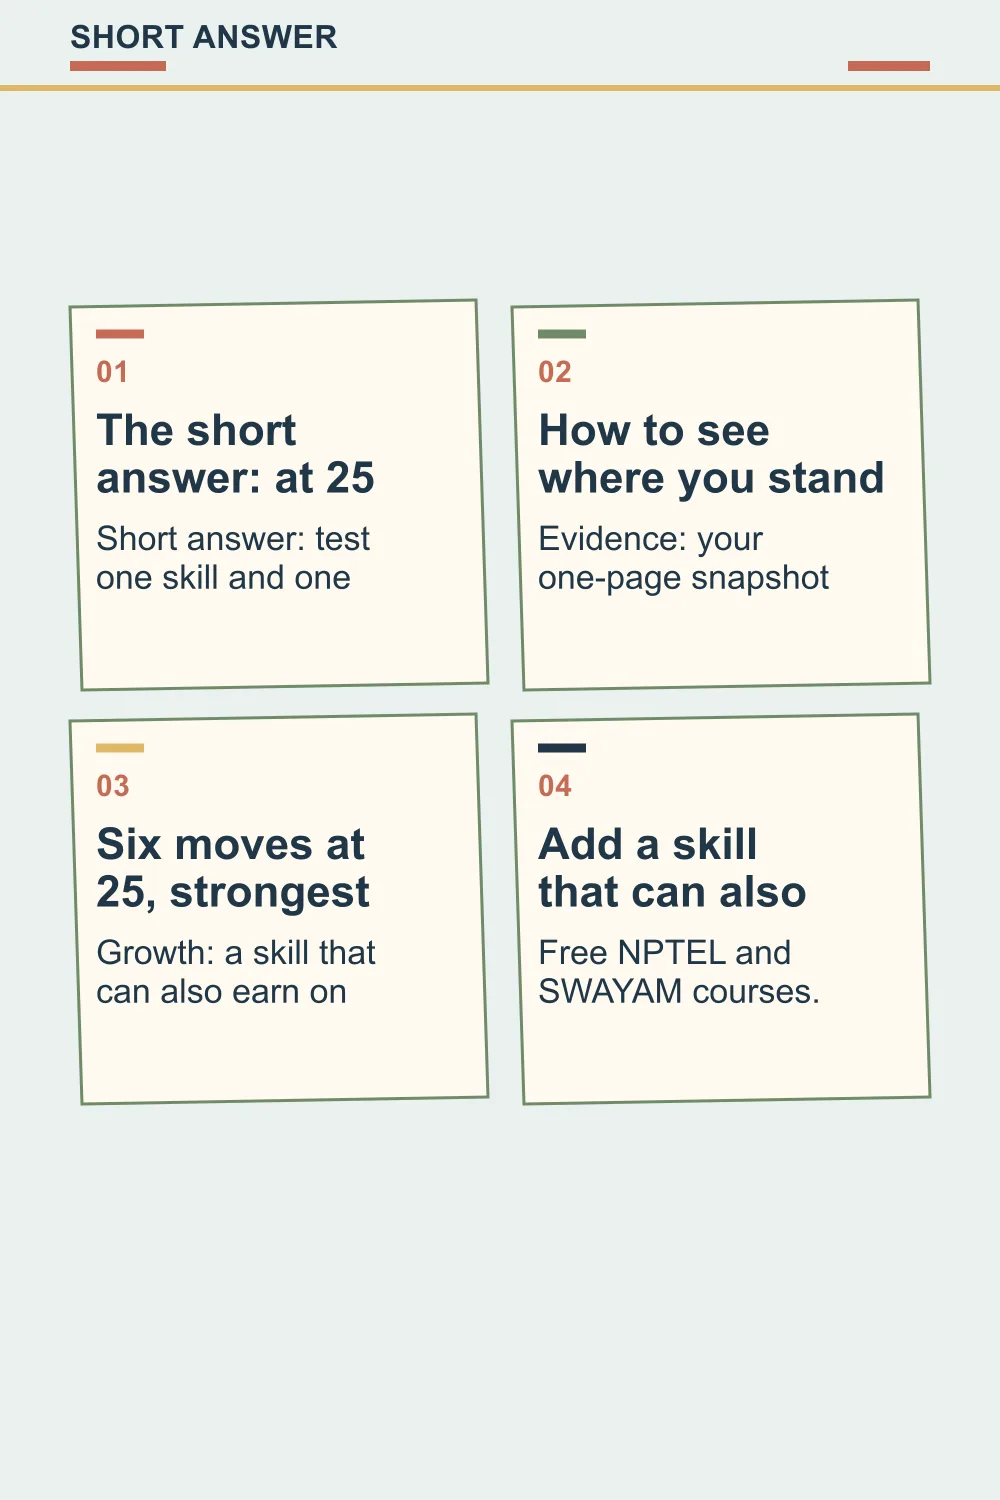 SHORT ANSWER
01
The short
answer: at 25
Short answer: test
one skill and one
02
How to see
where you stand
Evidence: your
one-page snapshot
03
Six moves at
25, strongest
Growth: a skill that
can also earn on
04
Add a skill
that can also
Free NPTEL and
SWAYAM courses.